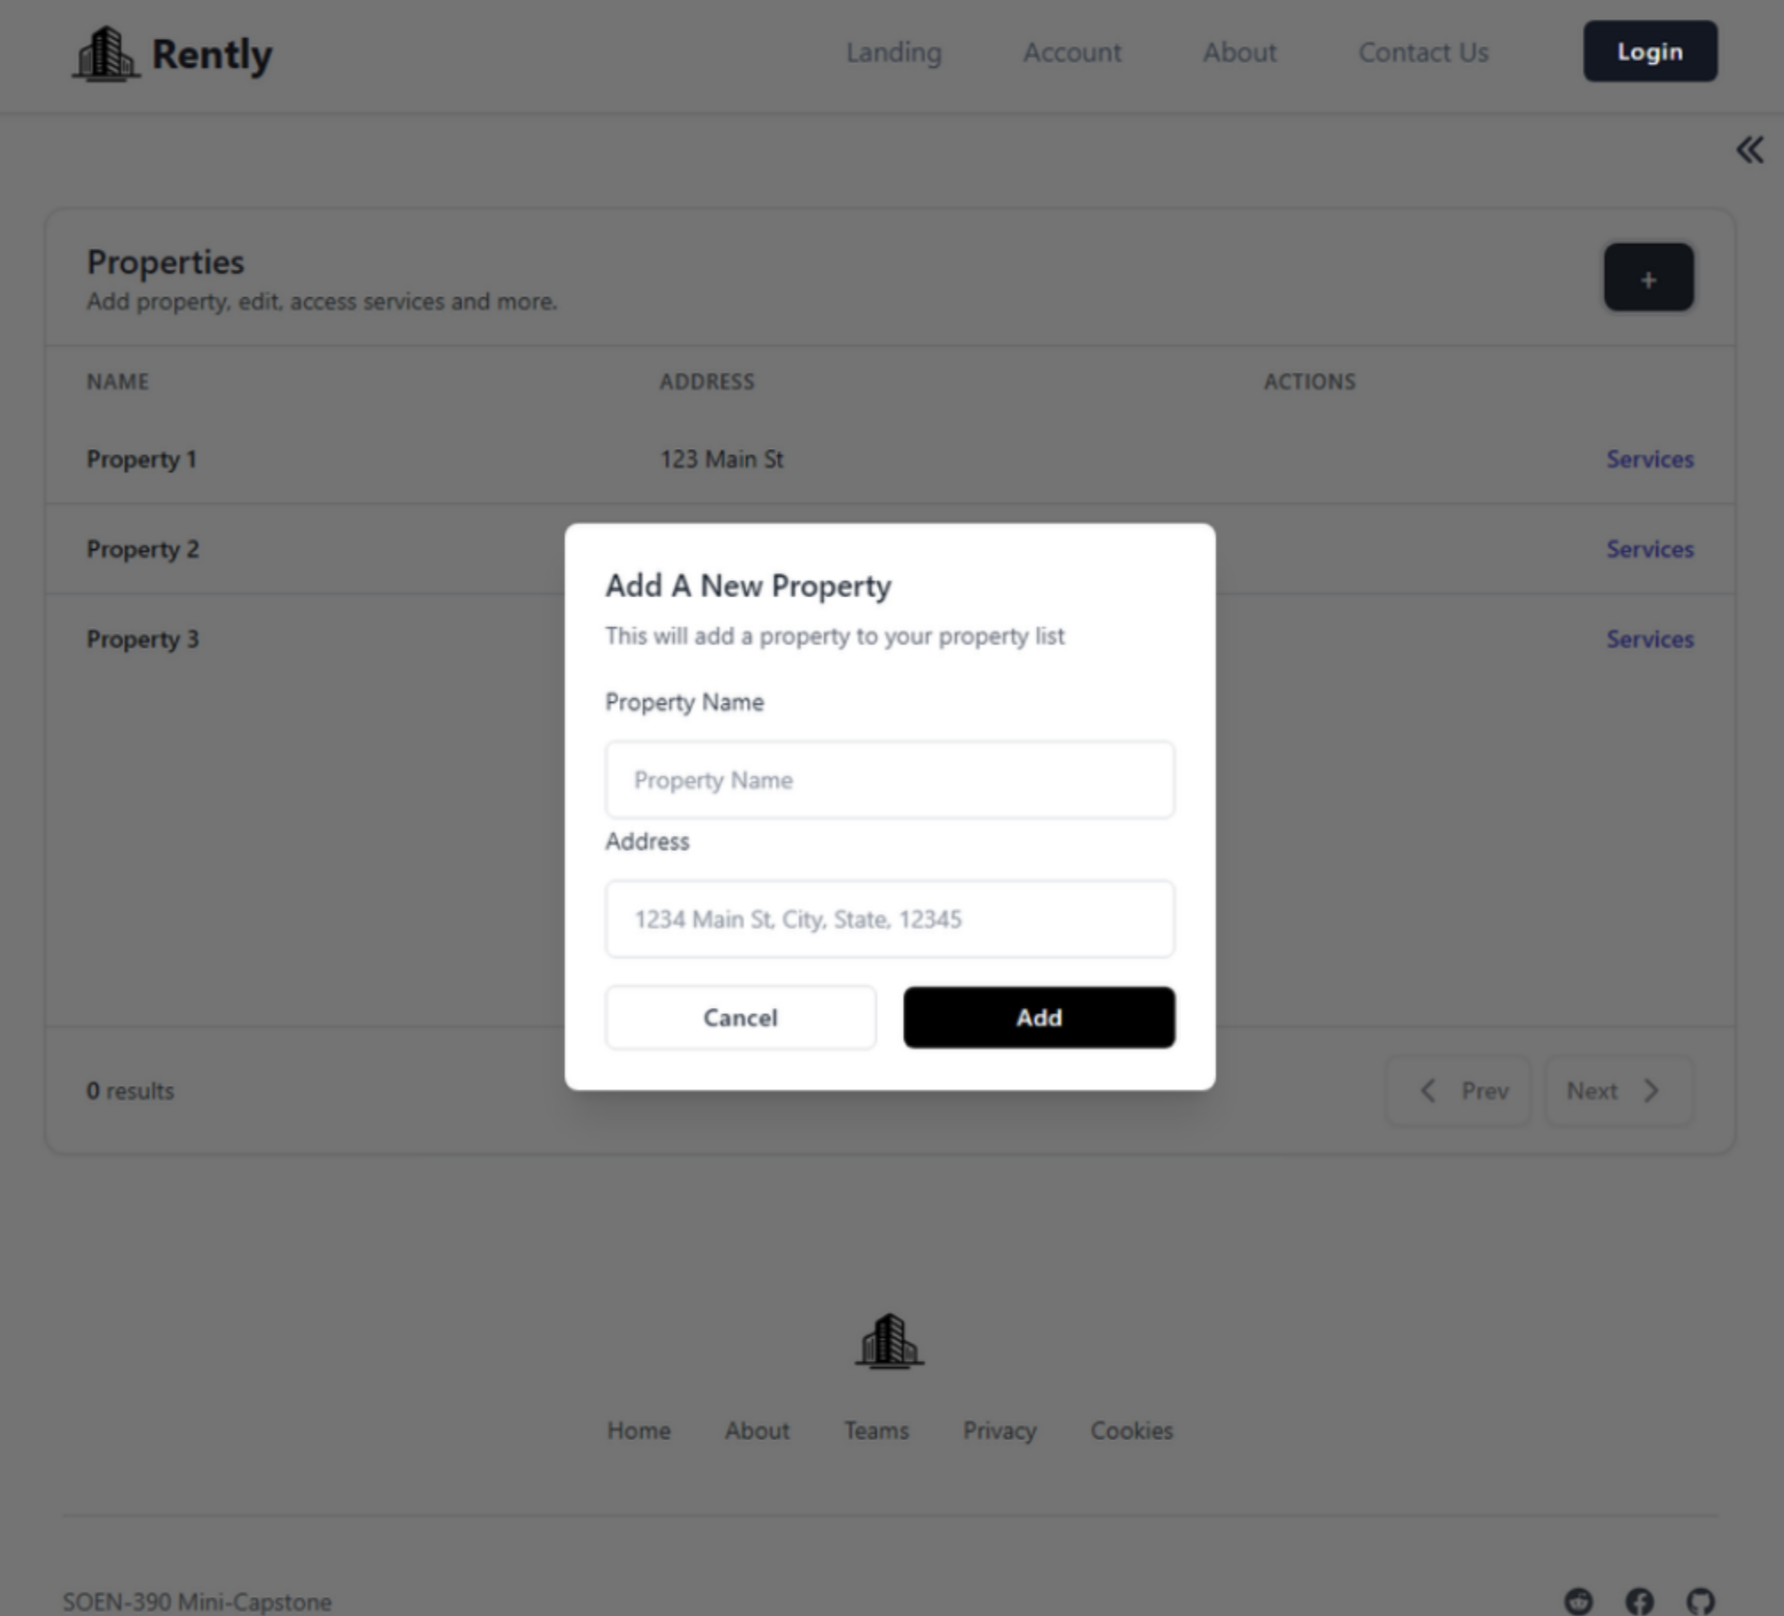 Rently
Landing Account About Contact Us Login
Properties
Add property, edit, access services and more.
+
NAME ADDRESS ACTIONS
Property 1 123 Main St Services
Property 2 Services
Property 3 Services
Add A New Property
This will add a property to your property list
Property Name
Property Name
Address
1234 Main St, City, State, 12345
Cancel Add
0 results Prev Next
Home About Teams Privacy Cookies
SOEN-390 Mini-Capstone